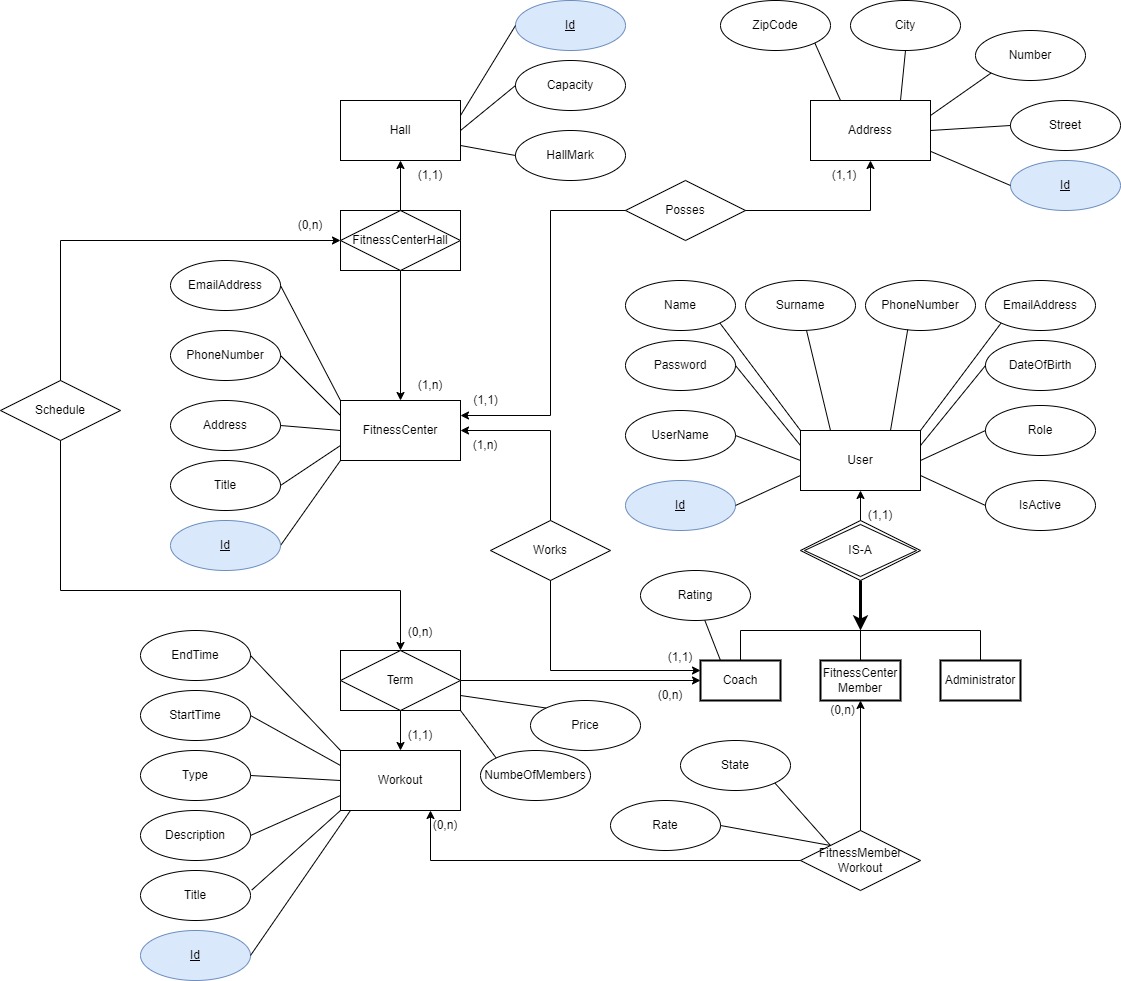 Id
ZipCode
City
Capacity
Number
Hall
Address
Street
HallMark
(1,1)
(1,1)
Id
Posses
(0,n)
FitnessCenterHall
EmailAddress
Name
Surname
PhoneNumber
EmailAddress
PhoneNumber
Password
DateOfBirth
(1,n)
(1,1)
Schedule
Address
FitnessCenter
UserName
Role
(1,n)
User
Title
Id
IsActive
(1,1)
Id
Works
IS-A
Rating
(0,n)
EndTime
(1,1)
Term
Coach
FitnessCenter
Member
Administrator
(0,n)
StartTime
Price
(0,n)
(1,1)
State
Type
Workout
NumbeOfMembers
(0,n)
Rate
Description
FitnessMember
Workout
Title
Id